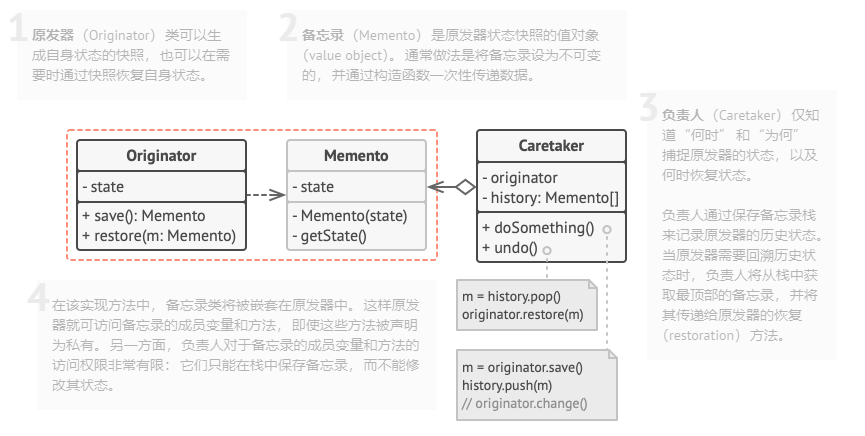 1
原发器（Originator）类可以生
成自身状态的快照，也可以在需
要时通过快照恢复自身状态。
2
备忘录（Memento）是原发器状态快照的值对象
（value object）。通常做法是将备忘录设为不可变
的，并通过构造函数一次性传递数据。
3
负责人（Caretaker）仅知
道“何时”和“为何”
捕捉原发器的状态，以及
何时恢复状态。
负责人通过保存备忘录栈
来记录原发器的历史状态。
当原发器需要回溯历史状
态时，负责人将从栈中获
取最顶部的备忘录，并将
其传递给原发器的恢复
（restoration）方法。
Originator
- state
+ save(): Memento
+ restore(m: Memento)
Memento
- state
- Memento(state)
- getState()
Caretaker
- originator
- history: Memento[]
+ doSomething()
+ undo()
m = history.pop()
originator.restore(m)
m = originator.save()
history.push(m)
// originator.change()
4
在该实现方法中，备忘录类将被嵌套在原发器中。这样原发
器就可访问备忘录的成员变量和方法，即使这些方法被声明
为私有。另一方面，负责人对于备忘录的成员变量和方法的
访问权限非常有限：它们只能在栈中保存备忘录，而不能修
改其状态。